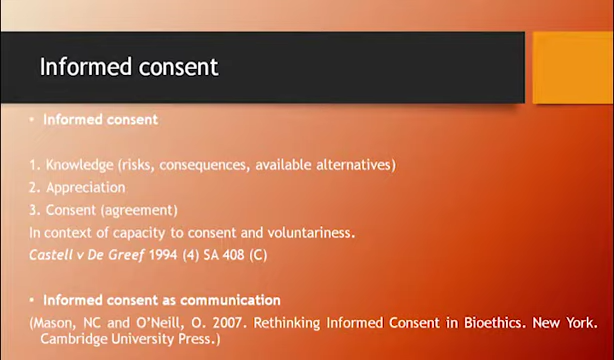 Informed consent
• Informed consent
1. Knowledge (risks, consequences, available alternatives)
2. Appreciation
3. Consent (agreement)
In context of capacity to consent and voluntariness.
Castell v De Greef 1994 (4) SA 408 (C)
• Informed consent as communication
(Mason, NC and O’Neill, O. 2007. Rethinking Informed Consent in Bioethics. New York.
Cambridge University Press.)